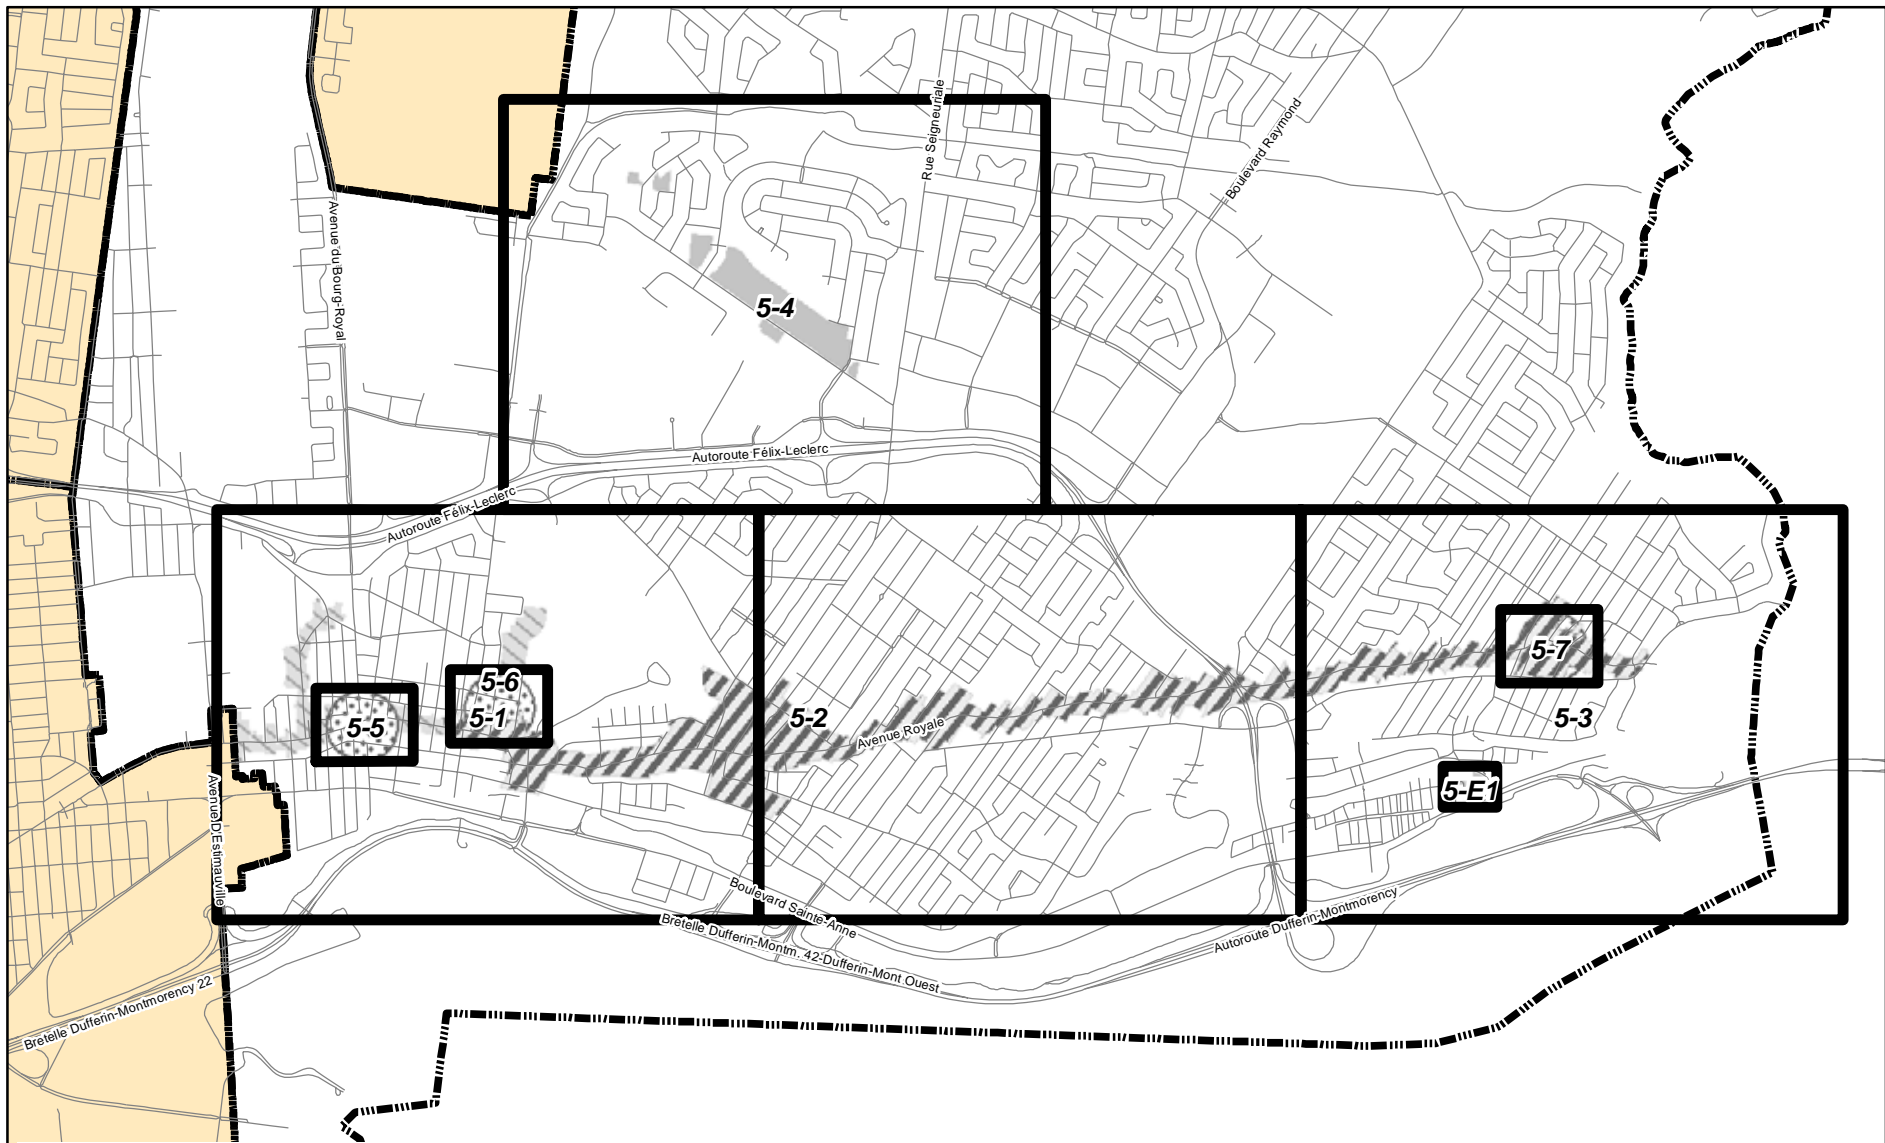 Rue Seigneuriale
Boulevard Raymond
Avenue du Bourg-Royal
5-4
Autoroute Félix-Leclerc
Autoroute Félix-Leclerc
5-7
5-6
5-5
5-1
5-2
5-3
Avenue Royale
5-E1
Avenue D'Estimauville
Boulevard Sainte-Anne
Bretelle Dufferin-Montm. 42-Dufferin-Mont Ouest
Autoroute Dufferin-Montmorency
Bretelle Dufferin-Montmorency 22